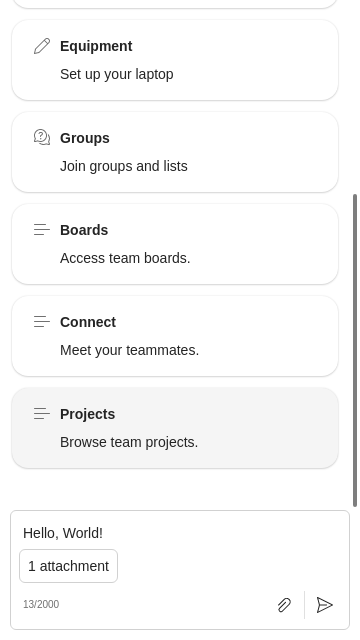 Equipment
Set up your laptop
Groups
Join groups and lists
Boards
Access team boards.
Connect
Meet your teammates.
Projects
Browse team projects.
Hello, World!
1 attachment
13/2000